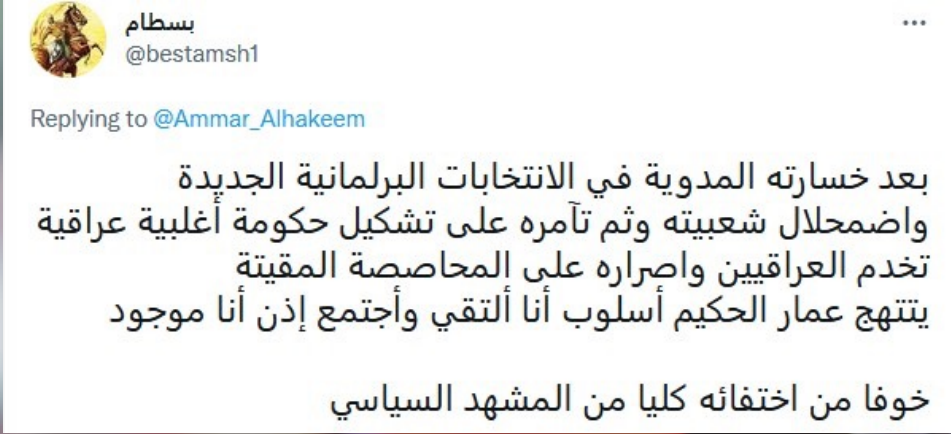 بسطام
@bestamsh1
Replying to @Ammar_Alhakeem
بعد خسارته المدوية في الانتخابات البرلمانية الجديدة
واضمحلال شعبيته وثم تآمره على تشكيل حكومة أغلبية عراقية
تخدم العراقيين واصراره على المحاصصة المقيتة
يتتهج عمار الحكيم أسلوب أنا ألتقي وأجتمع إذن أنا موجود
خوفا من اختفائه كليا من المشهد السياسي